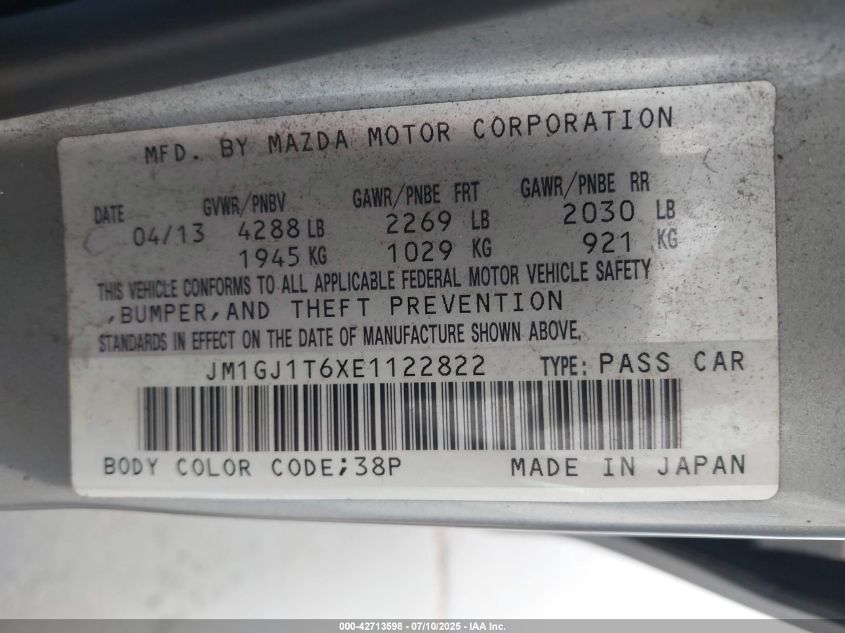 MFD. BY MAZDA MOTOR CORPORATION
DATE GVWR/PNBV GAWR/PNBE FRT GAWR/PNBE RR
04/13 4288 LB 2269 LB 2030 LB
1945 KG 1029 KG 921 KG
THIS VEHICLE CONFORMS TO ALL APPLICABLE FEDERAL MOTOR VEHICLE SAFETY
,BUMPER,AND THEFT PREVENTION
STANDARDS IN EFFECT ON THE DATE OF MANUFACTURE SHOWN ABOVE.
JM1GJ1T6XE1122822 TYPE: PASS CAR
BODY COLOR CODE;38P MADE IN JAPAN
000-42713598 - 07/10/2025 - IAA Inc.